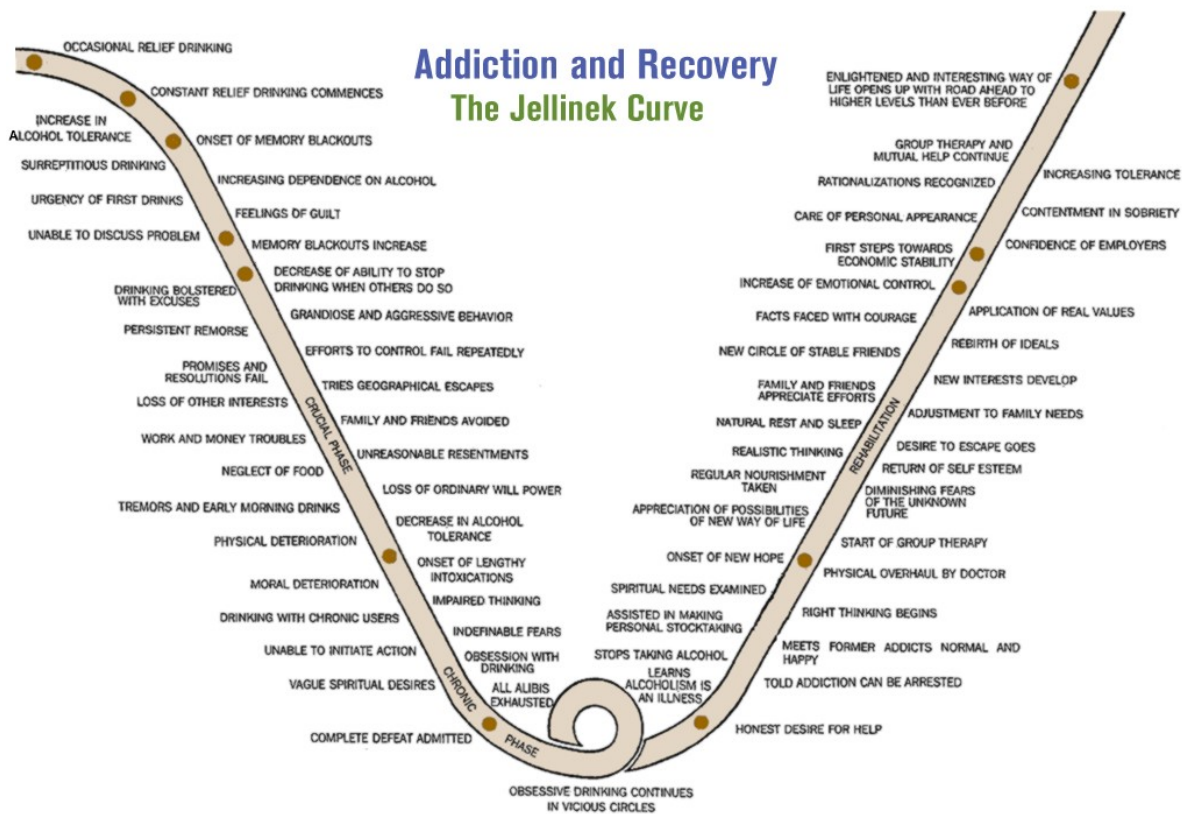 Addiction and Recovery
The Jellinek Curve
OCCASIONAL RELIEF DRINKING
CONSTANT RELIEF DRINKING COMMENCES
INCREASE IN
ALCOHOL TOLERANCE
ONSET OF MEMORY BLACKOUTS
SURREPTITIOUS DRINKING
INCREASING DEPENDENCE ON ALCOHOL
URGENCY OF FIRST DRINKS
FEELINGS OF GUILT
UNABLE TO DISCUSS PROBLEM
MEMORY BLACKOUTS INCREASE
DECREASE OF ABILITY TO STOP
DRINKING WHEN OTHERS DO SO
DRINKING BOLSTERED
WITH EXCUSES
GRANDIOSE AND AGGRESSIVE BEHAVIOR
PERSISTENT REMORSE
EFFORTS TO CONTROL FAIL REPEATEDLY
PROMISES AND
RESOLUTIONS FAIL
TRIES GEOGRAPHICAL ESCAPES
LOSS OF OTHER INTERESTS
FAMILY AND FRIENDS AVOIDED
CRUCIAL PHASE
WORK AND MONEY TROUBLES
UNREASONABLE RESENTMENTS
NEGLECT OF FOOD
LOSS OF ORDINARY WILL POWER
TREMORS AND EARLY MORNING DRINKS
DECREASE IN ALCOHOL
TOLERANCE
PHYSICAL DETERIORATION
ONSET OF LENGTHY
INTOXICATIONS
MORAL DETERIORATION
IMPAIRED THINKING
DRINKING WITH CHRONIC USERS
INDEFINABLE FEARS
UNABLE TO INITIATE ACTION
OBSESSION WITH
DRINKING
VAGUE SPIRITUAL DESIRES
ALL ALIBIS
EXHAUSTED
CHRONIC
PHASE
COMPLETE DEFEAT ADMITTED
OBSESSIVE DRINKING CONTINUES
IN VICIOUS CIRCLES
ENLIGHTENED AND INTERESTING WAY OF
LIFE OPENS UP WITH ROAD AHEAD TO
HIGHER LEVELS THAN EVER BEFORE
GROUP THERAPY AND
MUTUAL HELP CONTINUE
INCREASING TOLERANCE
RATIONALIZATIONS RECOGNIZED
CONTENTMENT IN SOBRIETY
CARE OF PERSONAL APPEARANCE
CONFIDENCE OF EMPLOYERS
FIRST STEPS TOWARDS
ECONOMIC STABILITY
INCREASE OF EMOTIONAL CONTROL
APPLICATION OF REAL VALUES
FACTS FACED WITH COURAGE
REBIRTH OF IDEALS
NEW CIRCLE OF STABLE FRIENDS
NEW INTERESTS DEVELOP
FAMILY AND FRIENDS
APPRECIATE EFFORTS
ADJUSTMENT TO FAMILY NEEDS
NATURAL REST AND SLEEP
REHABILITATION
DESIRE TO ESCAPE GOES
REALISTIC THINKING
RETURN OF SELF ESTEEM
REGULAR NOURISHMENT
TAKEN
DIMINISHING FEARS
OF THE UNKNOWN
FUTURE
APPRECIATION OF POSSIBILITIES
OF NEW WAY OF LIFE
START OF GROUP THERAPY
ONSET OF NEW HOPE
PHYSICAL OVERHAUL BY DOCTOR
SPIRITUAL NEEDS EXAMINED
RIGHT THINKING BEGINS
ASSISTED IN MAKING
PERSONAL STOCKTAKING
MEETS FORMER ADDICTS NORMAL AND
HAPPY
STOPS TAKING ALCOHOL
TOLD ADDICTION CAN BE ARRESTED
LEARNS
ALCOHOLISM IS
AN ILLNESS
HONEST DESIRE FOR HELP